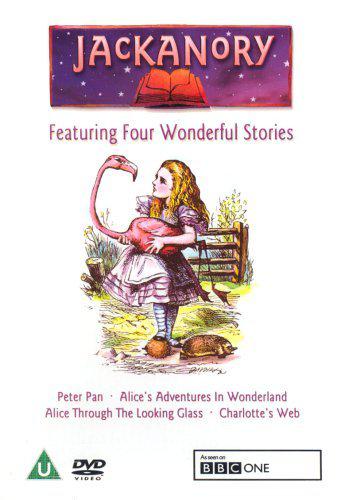 JACKANORY
Featuring Four Wonderful Stories
Peter Pan · Alice's Adventures In Wonderland
Alice Through The Looking Glass · Charlotte's Web
U
DVD
VIDEO
As seen on
BBC ONE